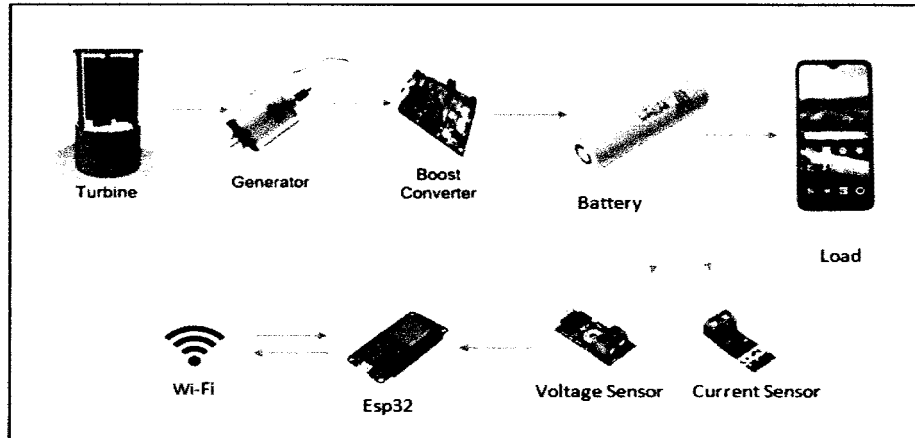 Turbine
Generator
Boost
Converter
Battery
Load
Wi-Fi
Esp32
Voltage Sensor
Current Sensor